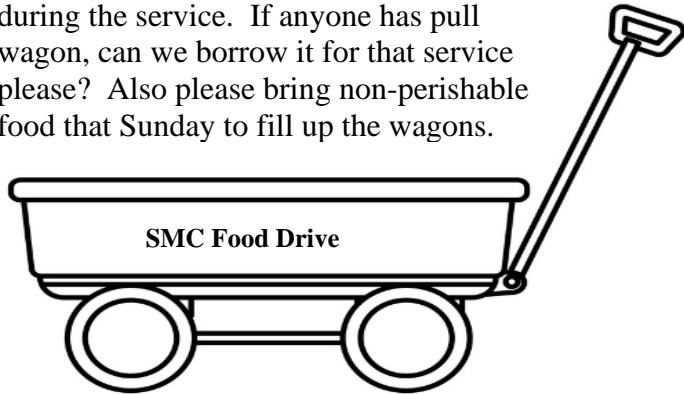 during the service.  If anyone has pull
wagon, can we borrow it for that service
please?  Also please bring non-perishable
food that Sunday to fill up the wagons.
SMC Food Drive